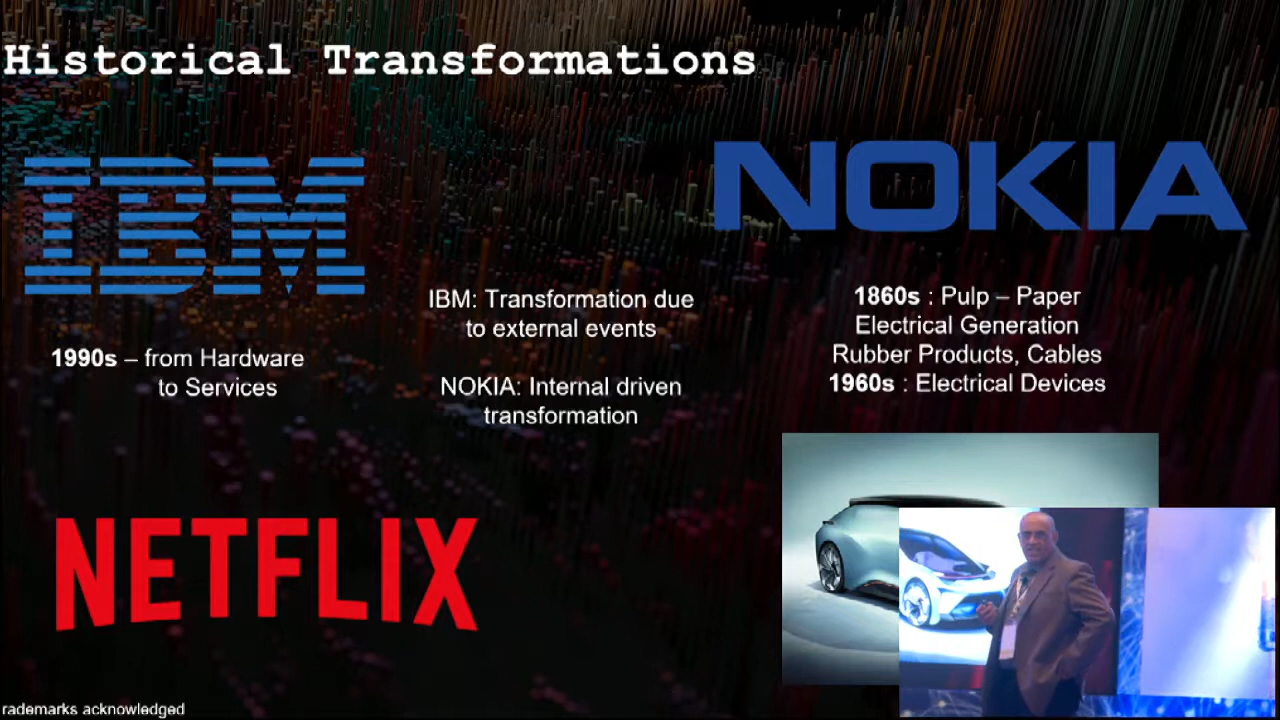 Historical Transformations
IBM
NOKIA
IBM: Transformation due
to external events
1990s – from Hardware
to Services
NOKIA: Internal driven
transformation
1860s : Pulp – Paper
Electrical Generation
Rubber Products, Cables
1960s : Electrical Devices
NETFLIX
rademarks acknowledged